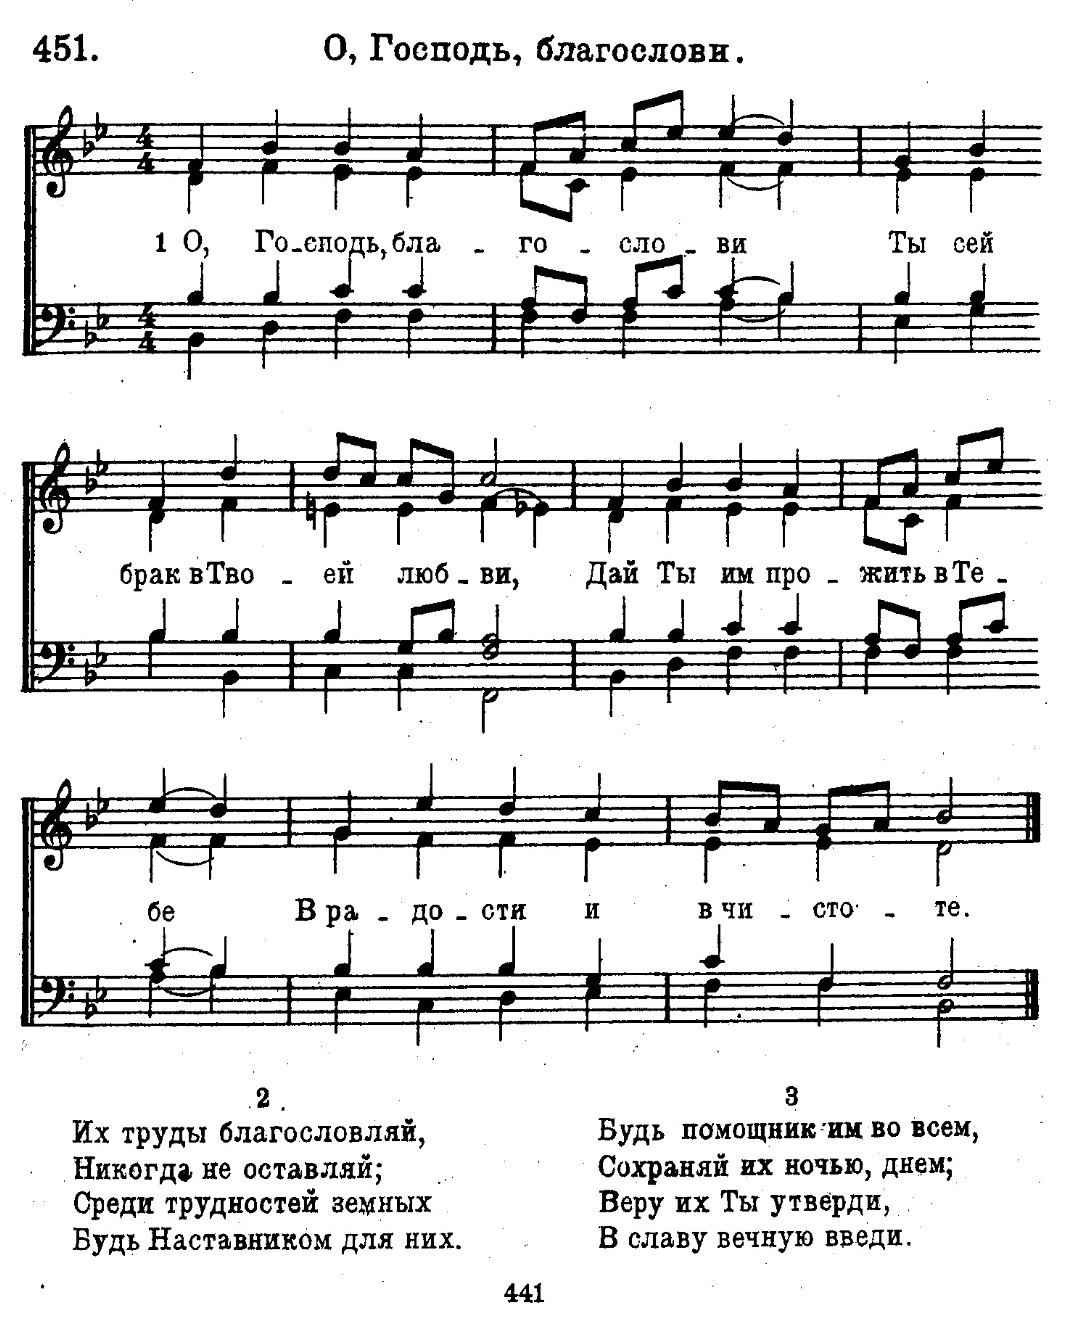 451. О, Господь, благослови.
1 О, Го-сподь, бла - го - сло - ви Ты сей
брак в Тво - ей люб - ви, Дай Ты им про - жить в Те -
бе В ра - до - сти и в чи - сто - те.
2
Их труды благословляй,
Никогда не оставляй;
Среди трудностей земных
Будь Наставником для них.
3
Будь помощник им во всем,
Сохраняй их ночью, днем;
Веру их Ты утверди,
В славу вечную введи.
441